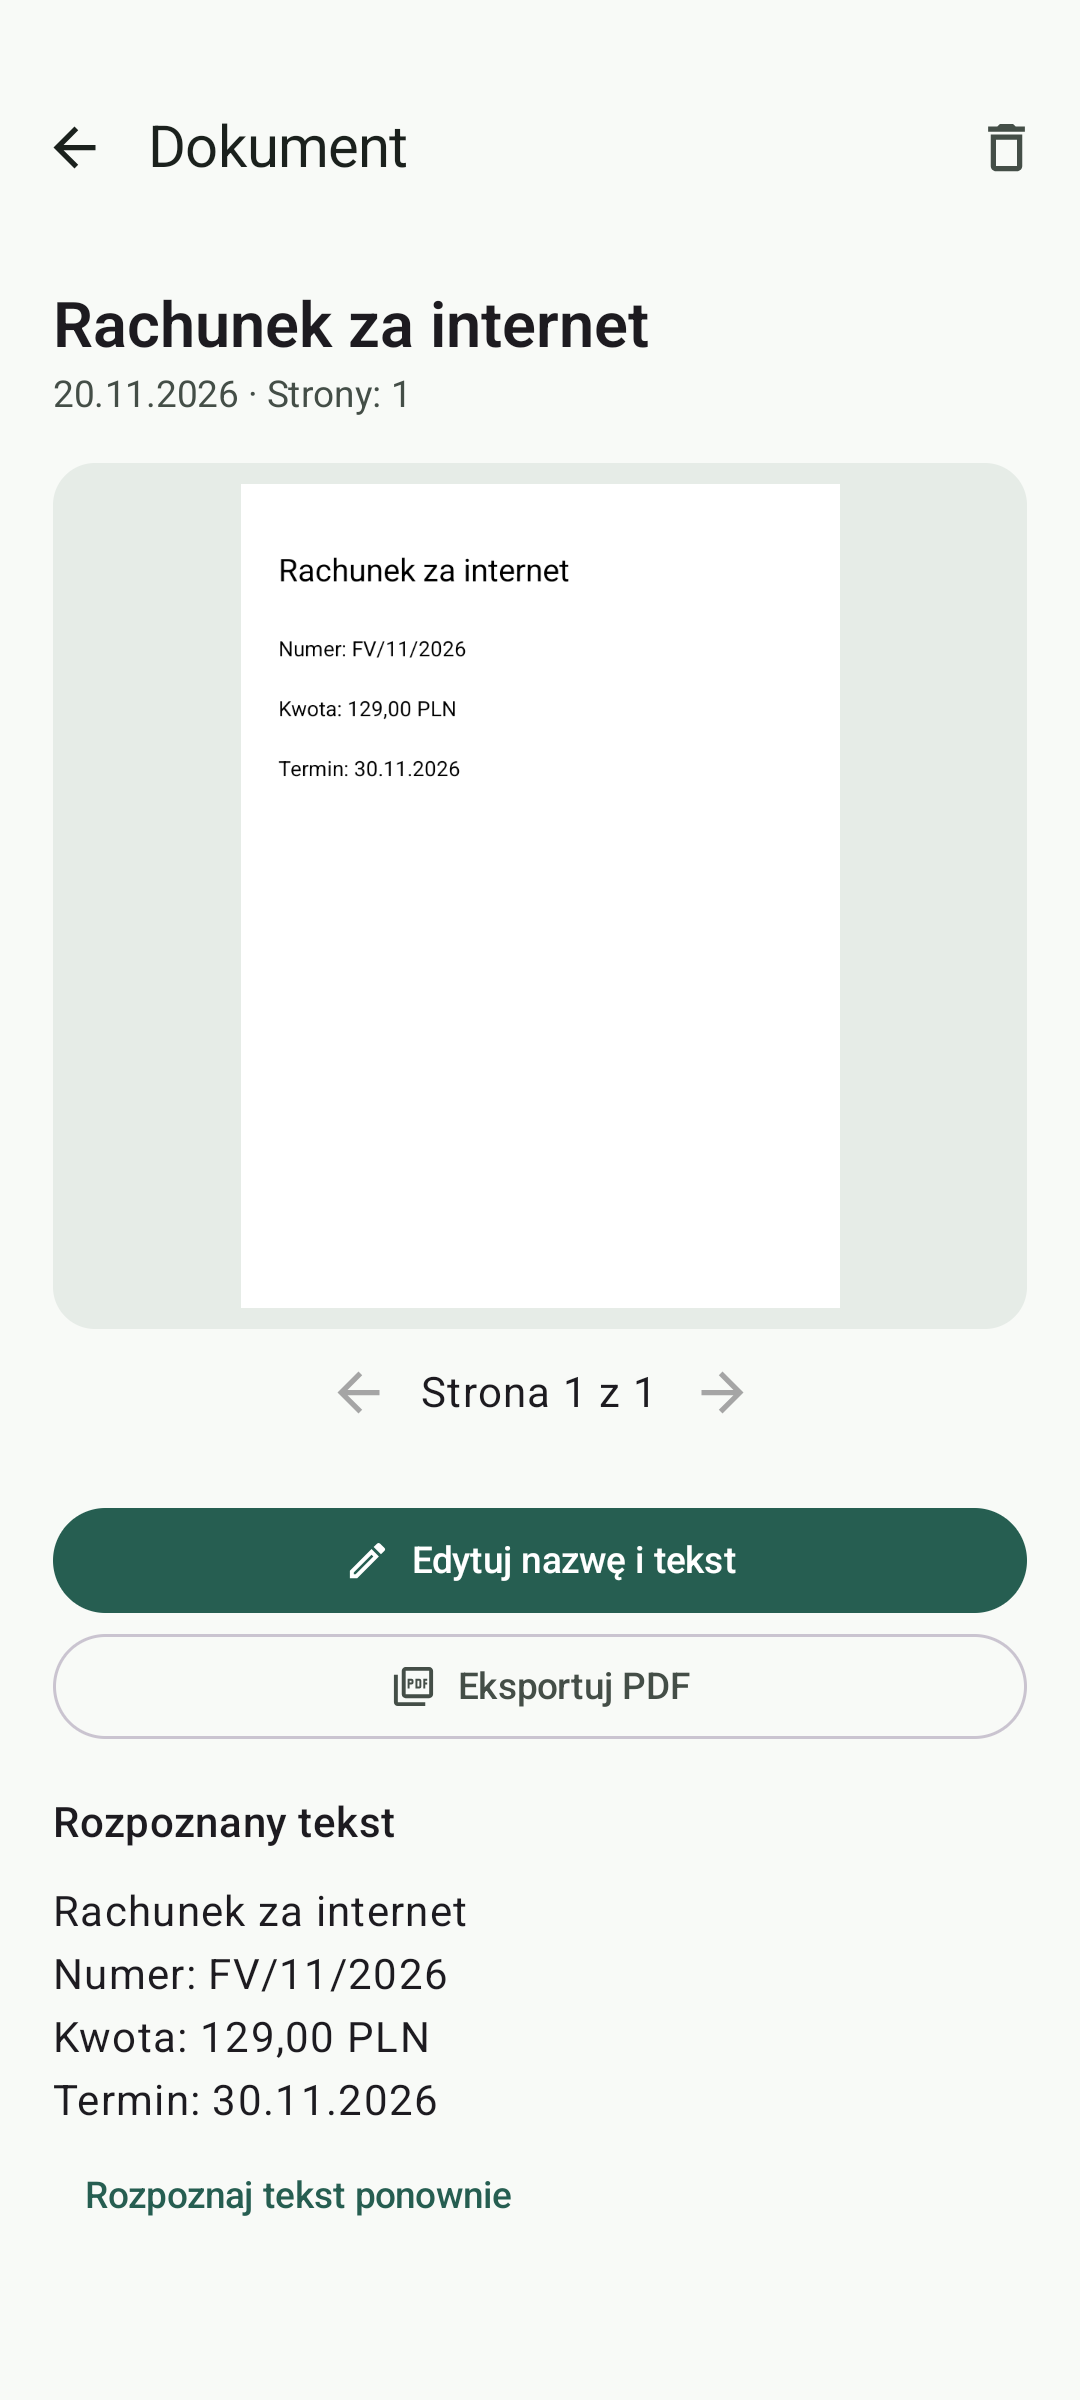 Dokument
Rachunek za internet
20.11.2026 · Strony: 1
Rachunek za internet
Numer: FV/11/2026
Kwota: 129,00 PLN
Termin: 30.11.2026
Strona 1 z 1
Edytuj nazwę i tekst
PDF Eksportuj PDF
Rozpoznany tekst
Rachunek za internet
Numer: FV/11/2026
Kwota: 129,00 PLN
Termin: 30.11.2026
Rozpoznaj tekst ponownie